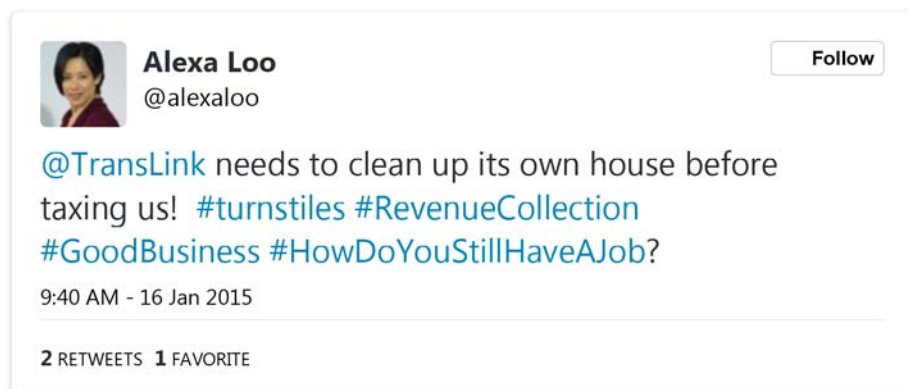 Alexa Loo
Follow
@alexaloo
@TransLink needs to clean up its own house before
taxing us! #turnstiles #RevenueCollection
#GoodBusiness #HowDoYouStillHaveAJob?
9:40 AM - 16 Jan 2015
2 RETWEETS 1 FAVORITE